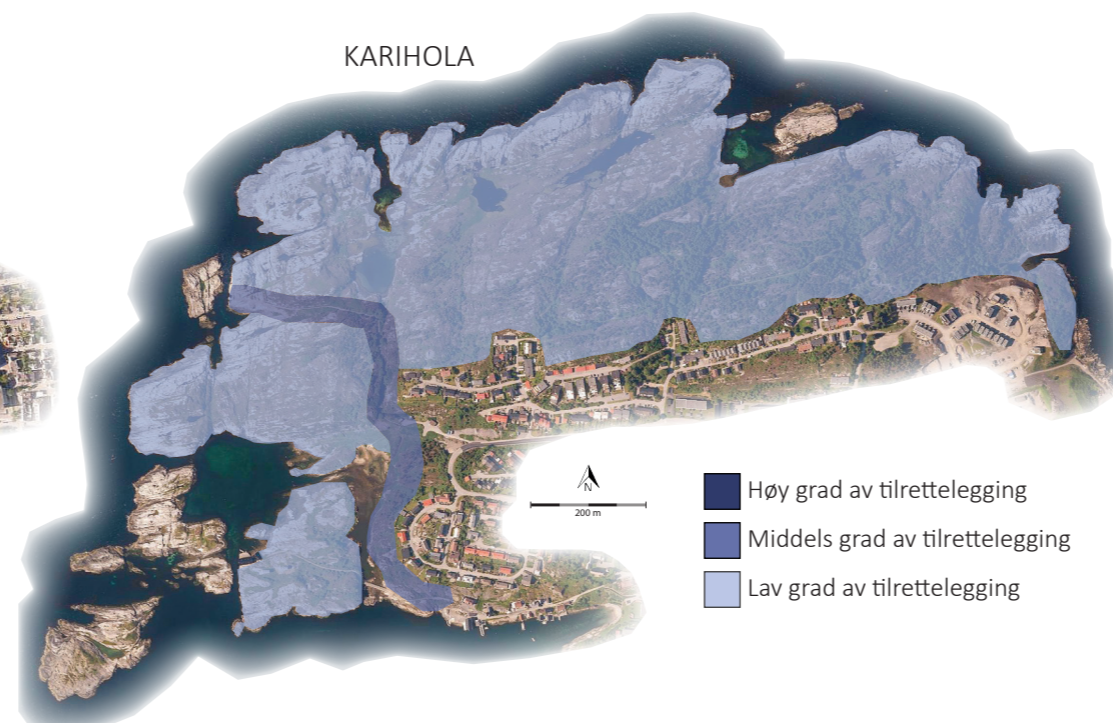 KARIHOLA
N
200 m
Høy grad av tilrettelegging
Middels grad av tilrettelegging
Lav grad av tilrettelegging